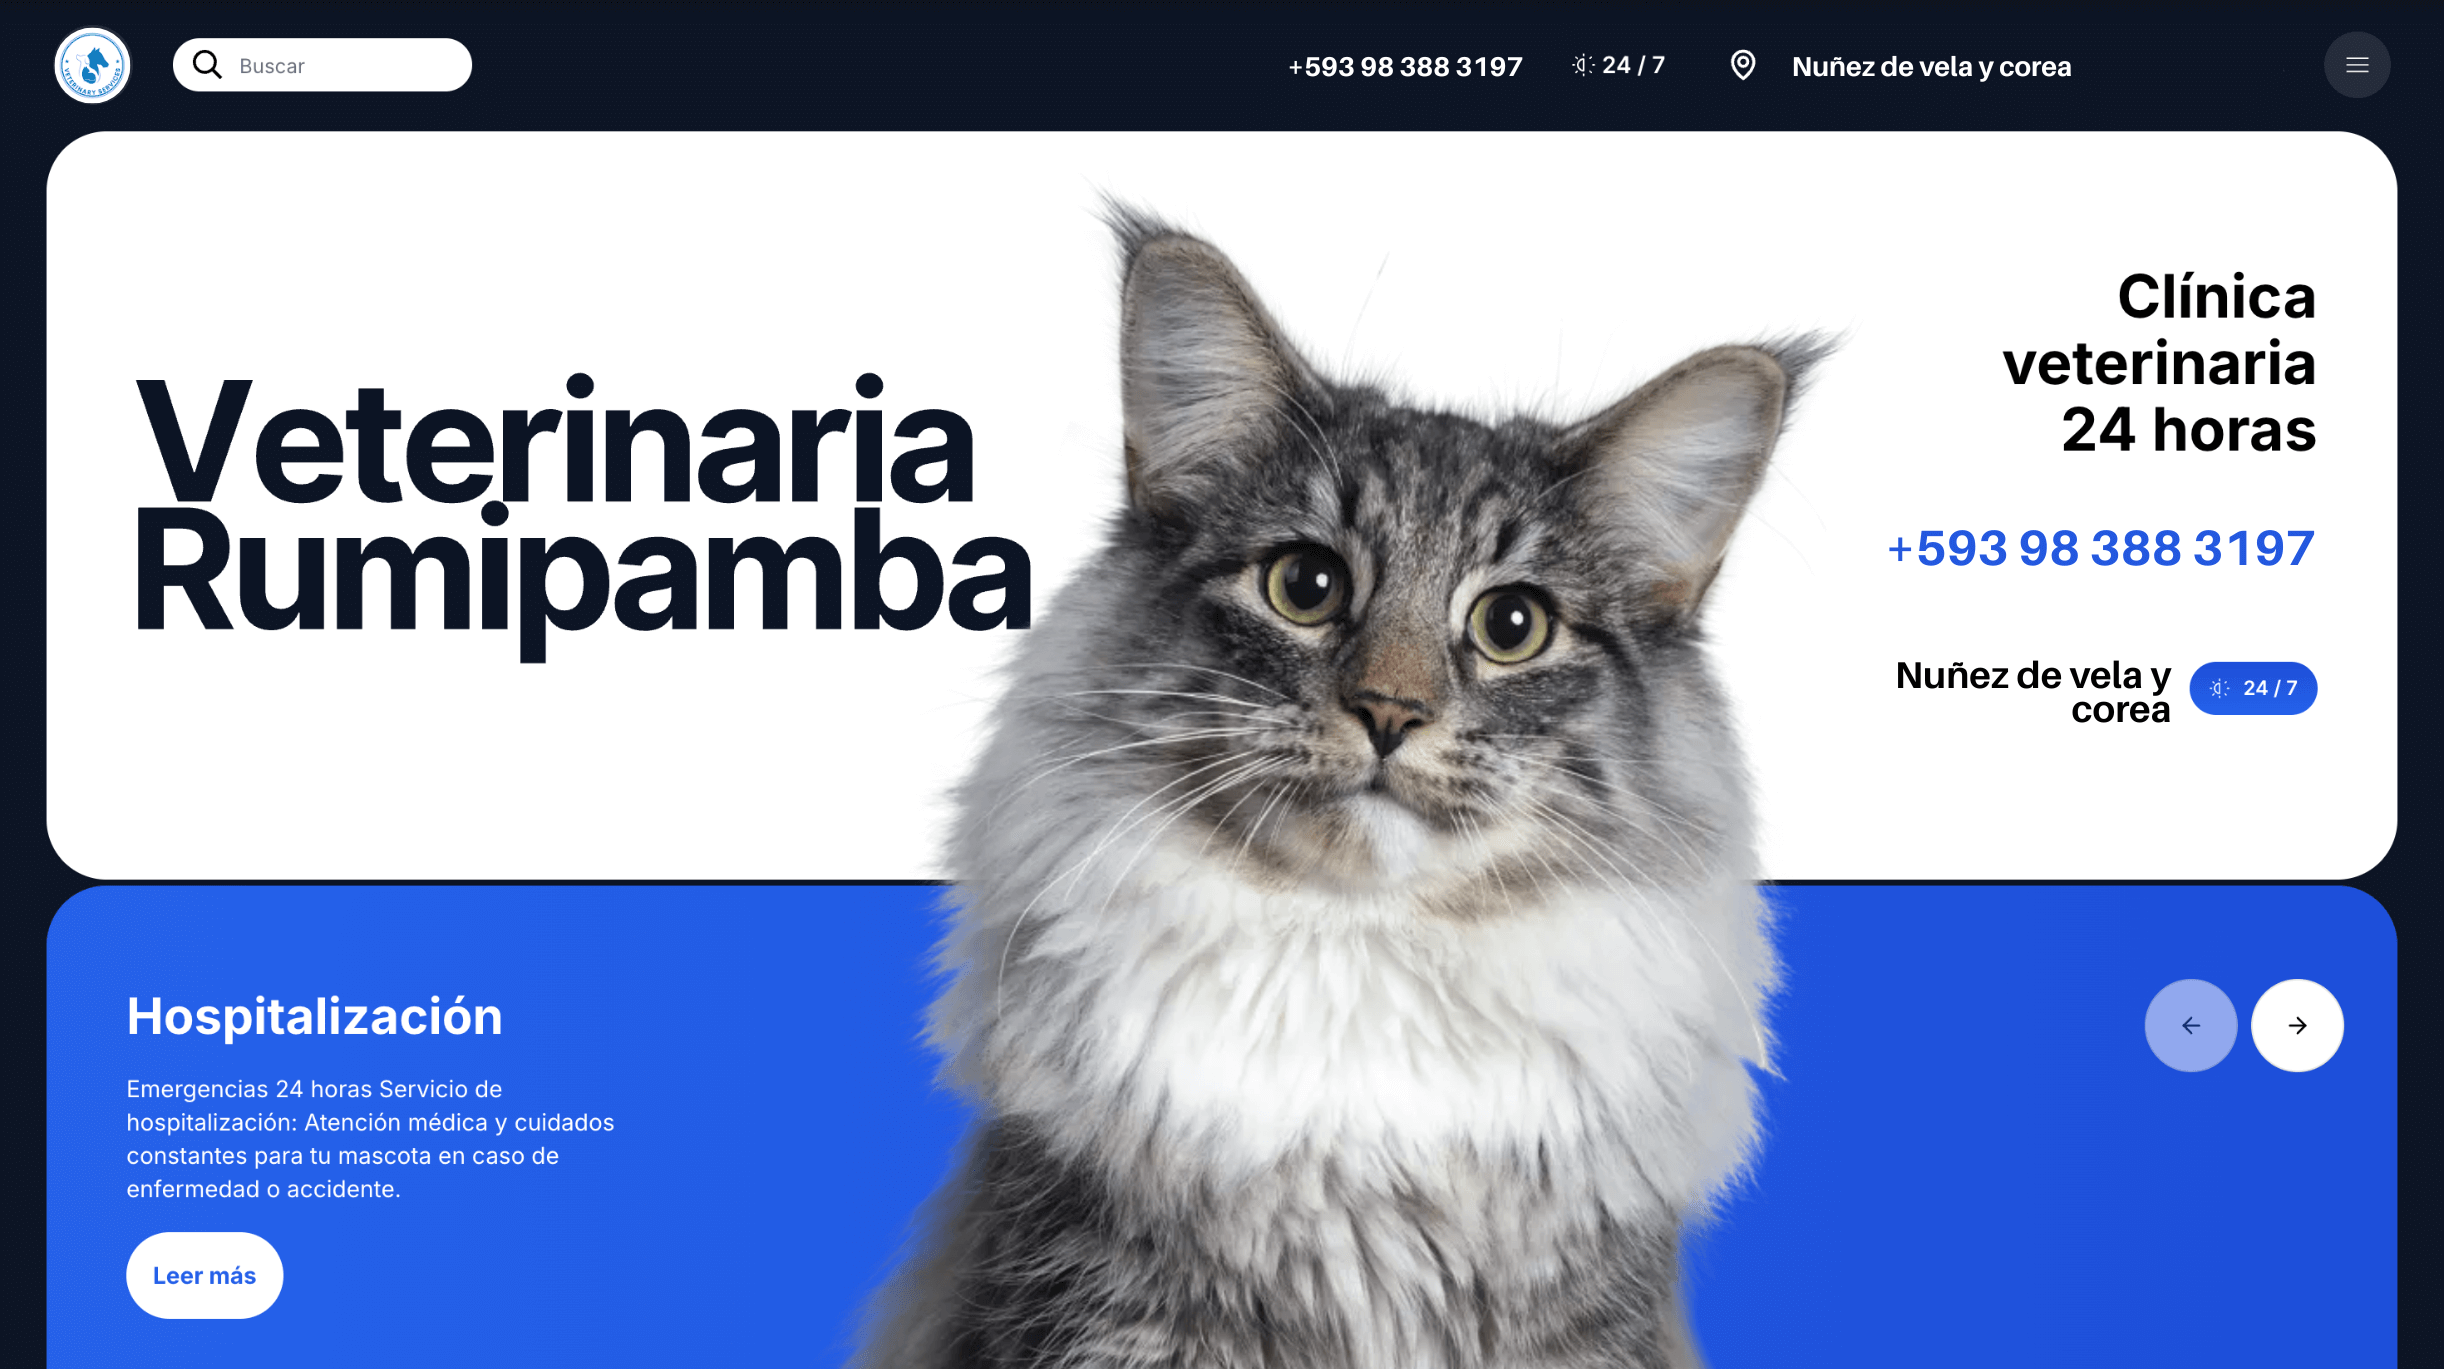 VETERINARY SERVICES
Buscar
+593 98 388 3197
24 / 7
Nuñez de vela y corea
Veterinaria
Rumipamba
Clínica
veterinaria
24 horas
+593 98 388 3197
Nuñez de vela y
corea
24 / 7
Hospitalización
Emergencias 24 horas Servicio de
hospitalización: Atención médica y cuidados
constantes para tu mascota en caso de
enfermedad o accidente.
Leer más